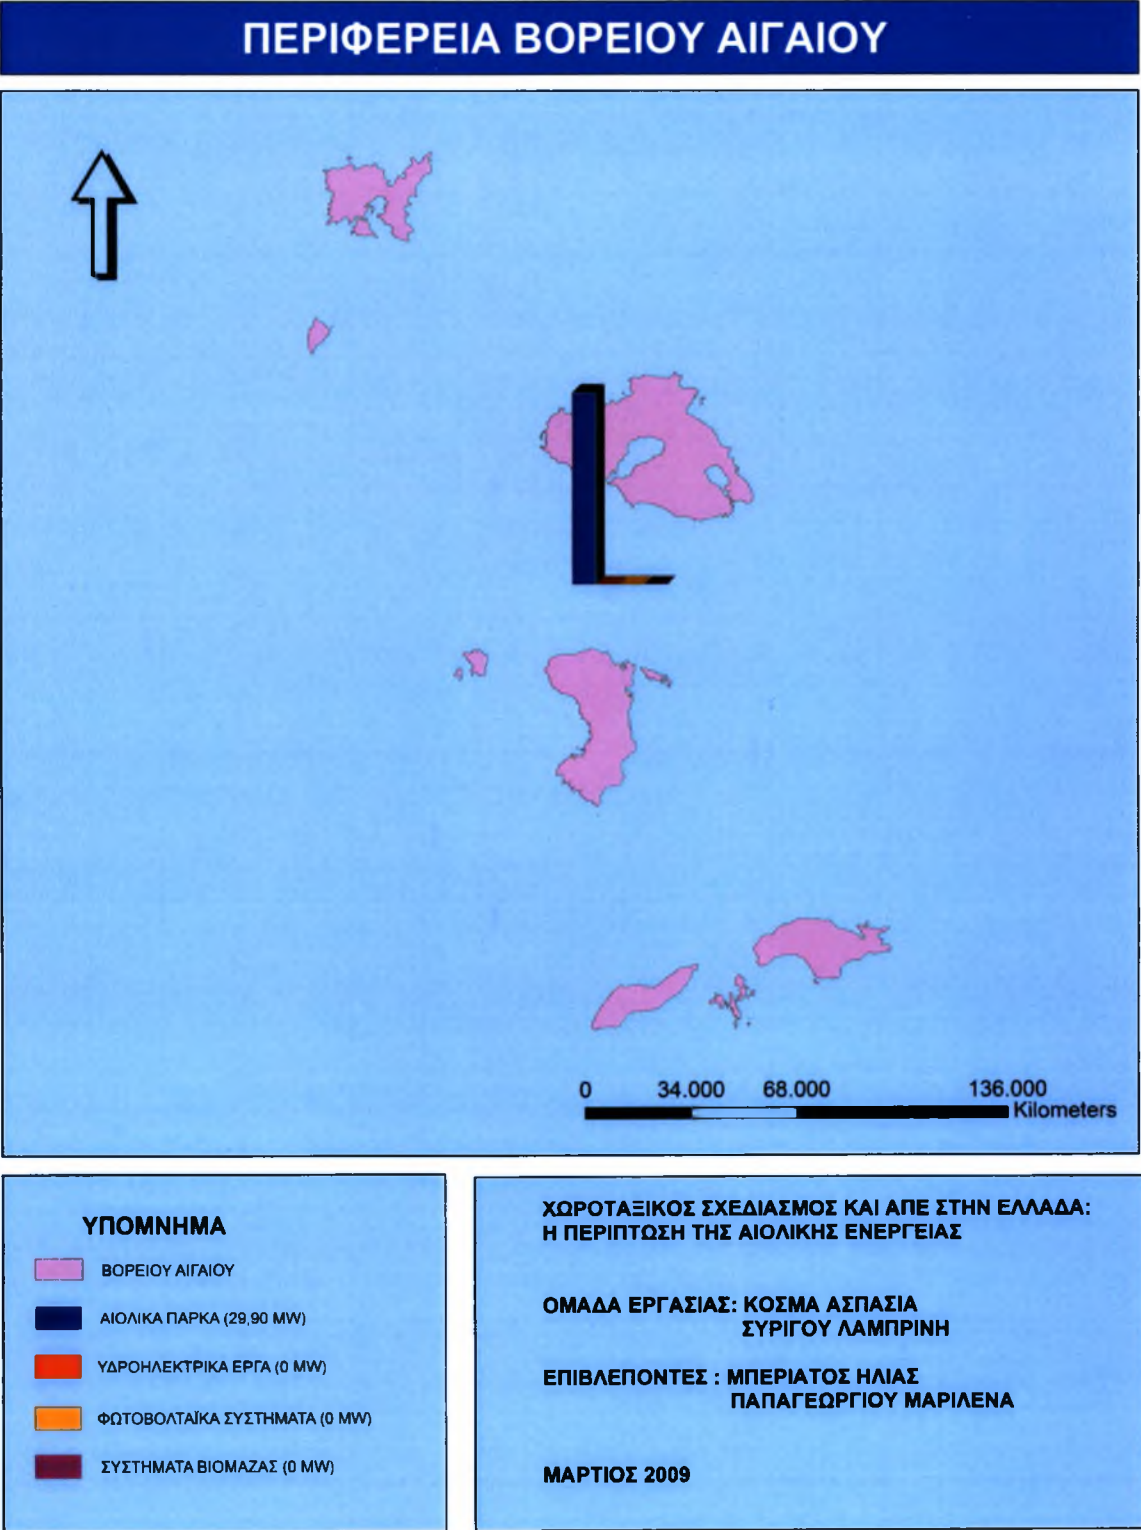 ΠΕΡΙΦΕΡΕΙΑ ΒΟΡΕΙΟΥ ΑΙΓΑΙΟΥ
0 34.000 68.000 136.000
Kilometers
ΥΠΟΜΝΗΜΑ
ΒΟΡΕΙΟΥ ΑΙΓΑΙΟΥ
ΑΙΟΛΙΚΑ ΠΑΡΚΑ (29,90 MW)
ΥΔΡΟΗΛΕΚΤΡΙΚΑ ΕΡΓΑ (0 MW)
ΦΩΤΟΒΟΛΤΑΪΚΑ ΣΥΣΤΗΜΑΤΑ (0 MW)
ΣΥΣΤΗΜΑΤΑ ΒΙΟΜΑΖΑΣ (0 MW)
ΧΩΡΟΤΑΞΙΚΟΣ ΣΧΕΔΙΑΣΜΟΣ ΚΑΙ ΑΠΕ ΣΤΗΝ ΕΛΛΑΔΑ:
Η ΠΕΡΙΠΤΩΣΗ ΤΗΣ ΑΙΟΛΙΚΗΣ ΕΝΕΡΓΕΙΑΣ
ΟΜΑΔΑ ΕΡΓΑΣΙΑΣ: ΚΟΣΜΑ ΑΣΠΑΣΙΑ
ΣΥΡΙΓΟΥ ΛΑΜΠΡΙΝΗ
ΕΠΙΒΛΕΠΟΝΤΕΣ : ΜΠΕΡΙΑΤΟΣ ΗΛΙΑΣ
ΠΑΠΑΓΕΩΡΓΙΟΥ ΜΑΡΙΛΕΝΑ
ΜΑΡΤΙΟΣ 2009